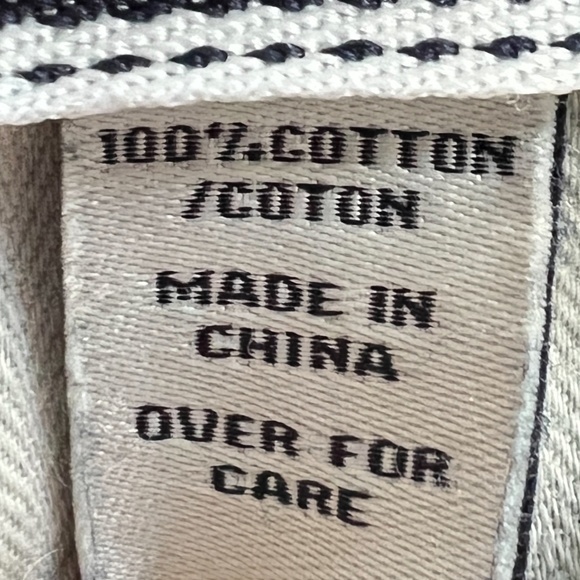 100% COTTON
/COTON
MADE IN
CHINA
OVER FOR
CARE